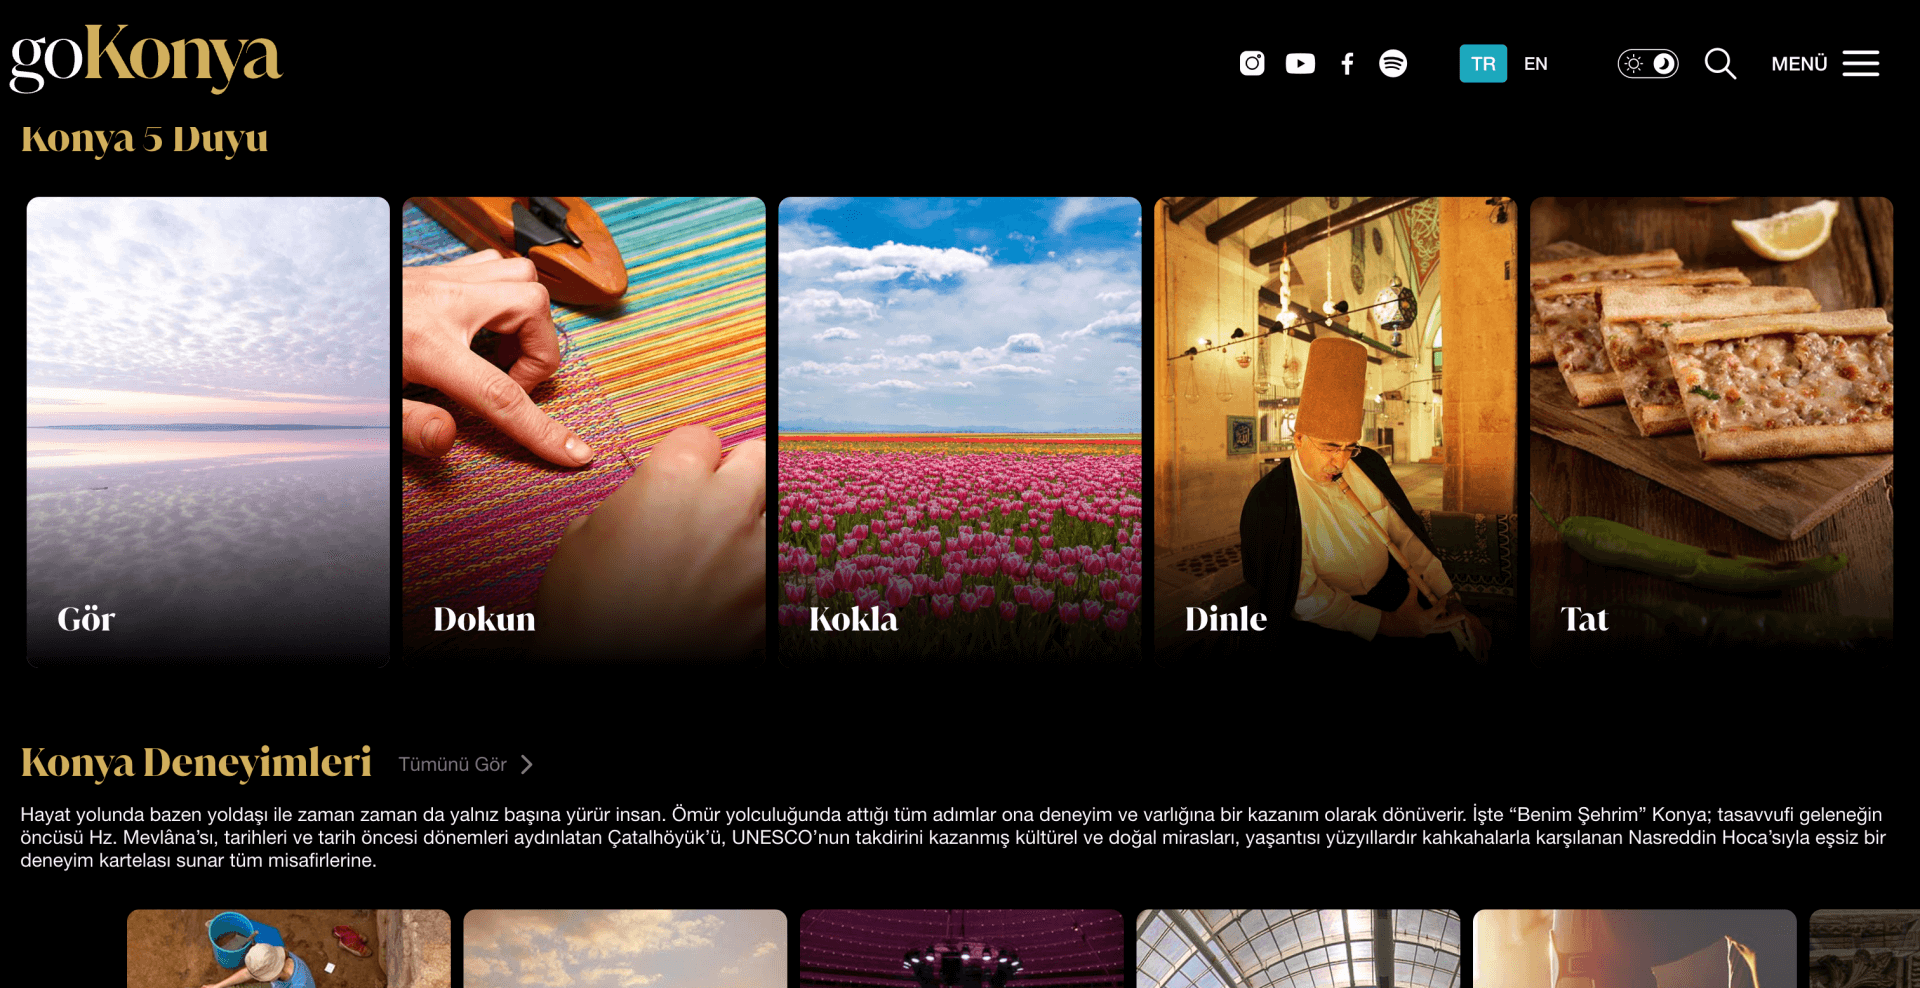 goKonya
TR EN MENÜ
Konya 5 Duyu
Gör
Dokun
Kokla
Dinle
Tat
Konya Deneyimleri Tümünü Gör
Hayat yolunda bazen yoldaşı ile zaman zaman da yalnız başına yürür insan. Ömür yolculuğunda attığı tüm adımlar ona deneyim ve varlığına bir kazanım olarak dönüverir. İşte “Benim Şehrim” Konya; tasavvufi geleneğin
öncüsü Hz. Mevlâna’sı, tarihleri ve tarih öncesi dönemleri aydınlatan Çatalhöyük’ü, UNESCO’nun takdirini kazanmış kültürel ve doğal mirasları, yaşantısı yüzyıllardır kahkahalarla karşılanan Nasreddin Hoca’sıyla eşsiz bir
deneyim kartelası sunar tüm misafirlerine.